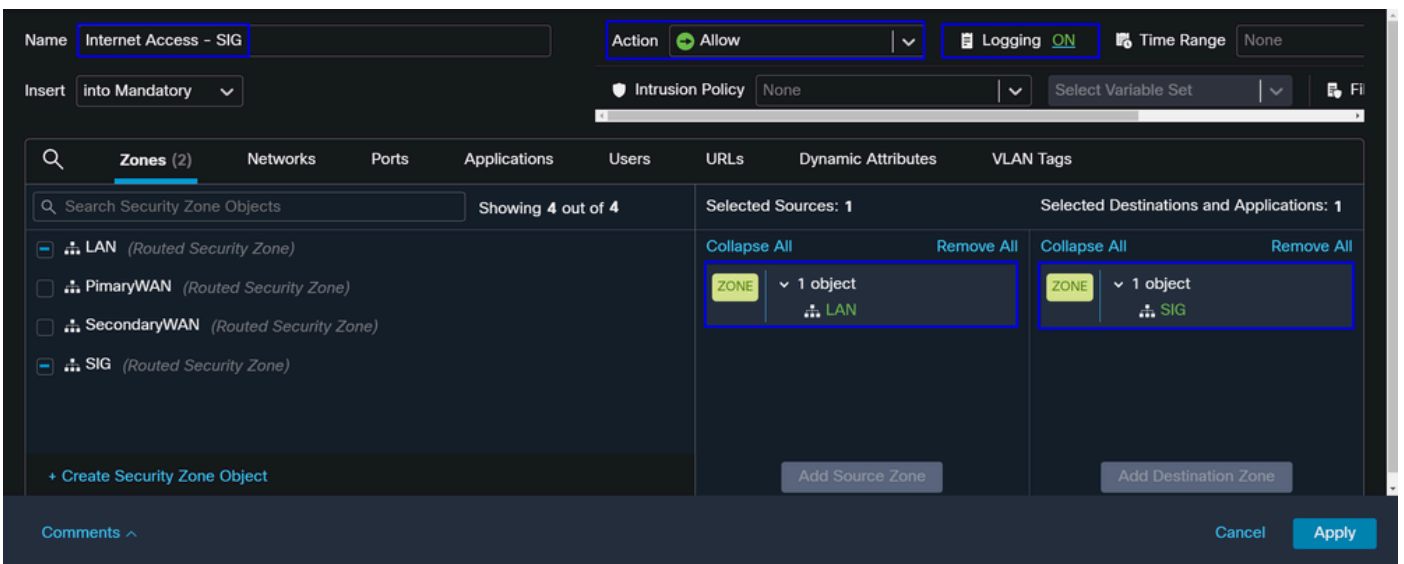 Name Internet Access - SIG Action Allow Logging ON Time Range None
Insert into Mandatory Intrusion Policy None Select Variable Set
Zones (2) Networks Ports Applications Users URLs Dynamic Attributes VLAN Tags
Search Security Zone Objects Showing 4 out of 4 Selected Sources: 1 Selected Destinations and Applications: 1
LAN (Routed Security Zone) Collapse All Remove All Collapse All Remove All
PimaryWAN (Routed Security Zone) ZONE 1 object ZONE 1 object
LAN SIG
SecondaryWAN (Routed Security Zone)
SIG (Routed Security Zone)
+ Create Security Zone Object Add Source Zone Add Destination Zone
Comments Cancel Apply